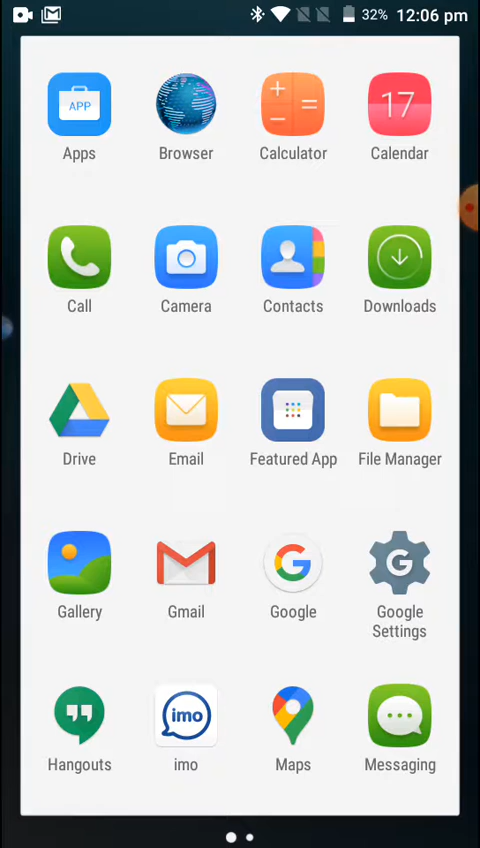 32% 12:06 pm
APP
17
Apps Browser Calculator Calendar
Call Camera Contacts Downloads
Drive Email Featured App File Manager
G G
Gallery Gmail Google Google
Settings
imo
Hangouts imo Maps Messaging